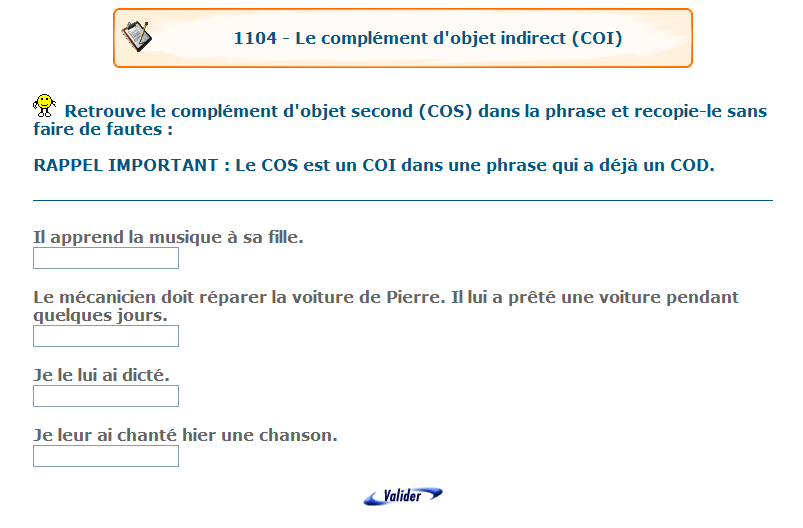 1104 - Le complément d'objet indirect (COI)
Retrouve le complément d'objet second (COS) dans la phrase et recopie-le sans
faire de fautes :
RAPPEL IMPORTANT : Le COS est un COI dans une phrase qui a déjà un COD.
Il apprend la musique à sa fille.
Le mécanicien doit réparer la voiture de Pierre. Il lui a prêté une voiture pendant
quelques jours.
Je le lui ai dicté.
Je leur ai chanté hier une chanson.
Valider